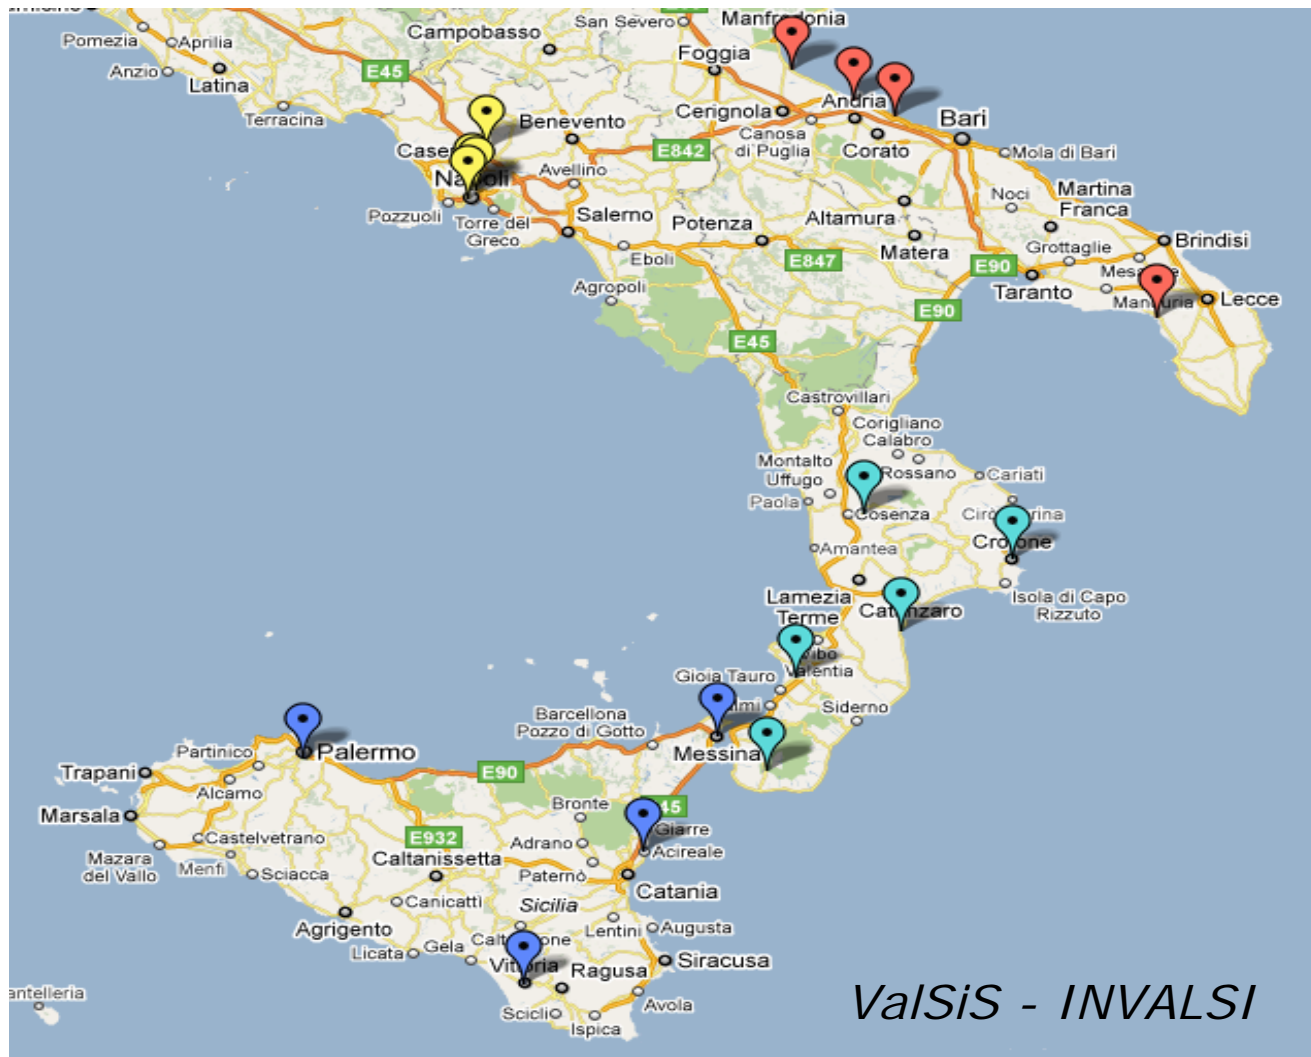 Pomezia
Aprilia
Anzio
Latina
Terracina
E45
Campobasso
San Severo
Manfredonia
Foggia
Cerignola
Andria
Canosa
di Puglia
Corato
Bari
Mola di Bari
Noci
Martina
Franca
Altamura
Matera
Grottaglie
Brindisi
Taranto
Manduria
Lecce
Benevento
E842
Avellino
Napoli
Pozzuoli
Torre del
Greco
Salerno
Potenza
Eboli
E847
E90
Agropoli
E90
E45
Castrovillari
Corigliano
Calabro
Rossano
Cariati
Montalto
Uffugo
Paola
Cosenza
Crotone
Amantea
Isola di Capo
Rizzuto
Lamezia
Terme
Catanzaro
Vibo
Valentia
Gioia Tauro
Siderno
Barcellona
Pozzo di Gotto
Messina
Palermo
Partinico
Trapani
Alcamo
E90
Marsala
Bronte
Giarre
Castelvetrano
E932
Adrano
Acireale
Mazara
del Vallo
Menfi
Sciacca
Caltanissetta
Paternò
Catania
Canicattì
Sicilia
Agrigento
Lentini
Augusta
Licata
Gela
Vittoria
Ragusa
Siracusa
Scicli
Avola
Ispica
ValSiS - INVALSI